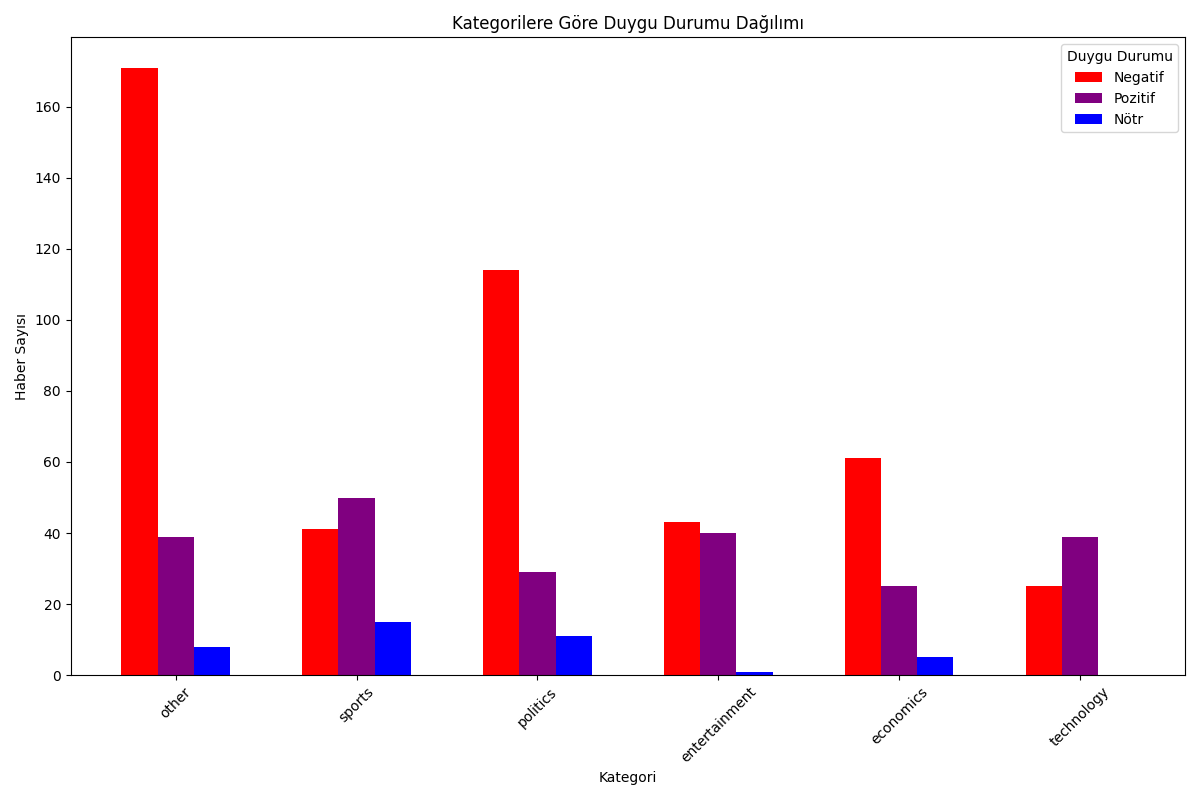 Kategorilere Göre Duygu Durumu Dağılımı
Duygu Durumu
Negatif
Pozitif
Nötr
Haber Sayısı
160
140
120
100
80
60
40
20
0
other
sports
politics
entertainment
economics
technology
Kategori